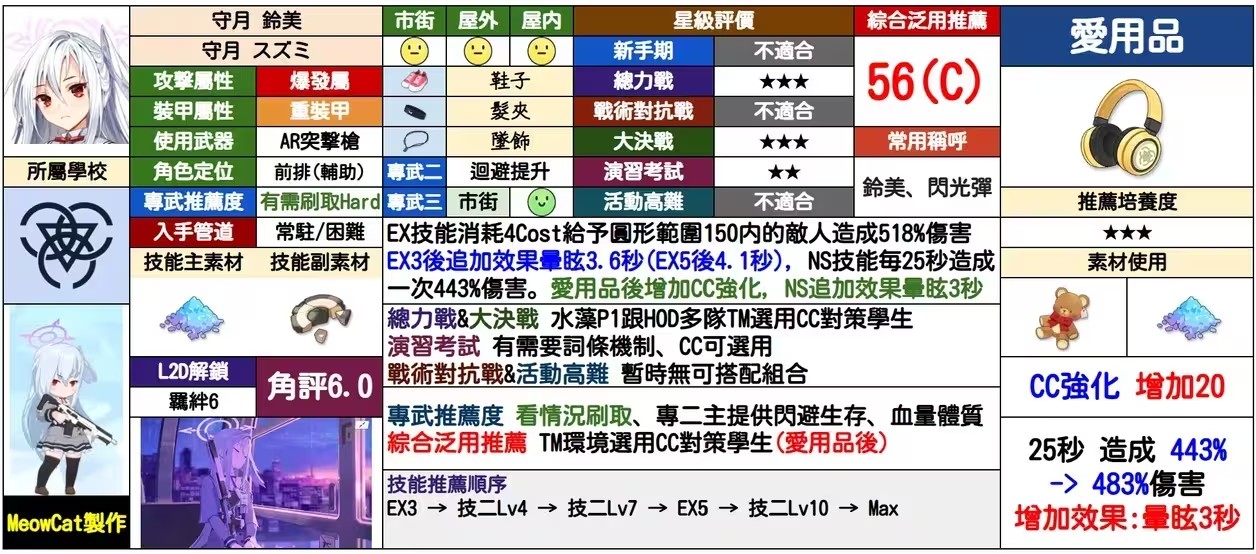 守月 鈴美
守月 スズミ
攻擊屬性 爆發屬
裝甲屬性 重裝甲
使用武器 AR突擊槍
所屬學校
角色定位 前排(輔助)
專武推薦度 有需刷取Hard
入手管道 常駐/困難
技能主素材 技能副素材
L2D解鎖
羈絆6
角評6.0
MeowCat製作
市街 屋外 屋內
鞋子
髮夾
墜飾
專武二 迴避提升
專武三 市街
星級評價
新手期 不適合
總力戰 ★★★
戰術對抗戰 不適合
大決戰 ★★★
演習考試 ★★
活動高難 不適合
綜合泛用推薦
56(C)
常用稱呼
鈴美、閃光彈
EX技能消耗4Cost給予圓形範圍150內的敵人造成518%傷害
EX3後追加效果暈眩3.6秒(EX5後4.1秒), NS技能每25秒造成
一次443%傷害。愛用品後增加CC強化, NS追加效果暈眩3秒
總力戰&大決戰 水藻P1跟HOD多隊TM選用CC對策學生
演習考試 有需要詞條機制、CC可選用
戰術對抗戰&活動高難 暫時無可搭配組合
專武推薦度 看情況刷取、專二主提供閃避生存、血量體質
綜合泛用推薦 TM環境選用CC對策學生(愛用品後)
技能推薦順序
EX3 → 技二Lv4 → 技二Lv7 → EX5 → 技二Lv10 → Max
愛用品
推薦培養度
★★★
素材使用
CC強化 增加20
25秒 造成 443%
-> 483%傷害
增加效果:暈眩3秒